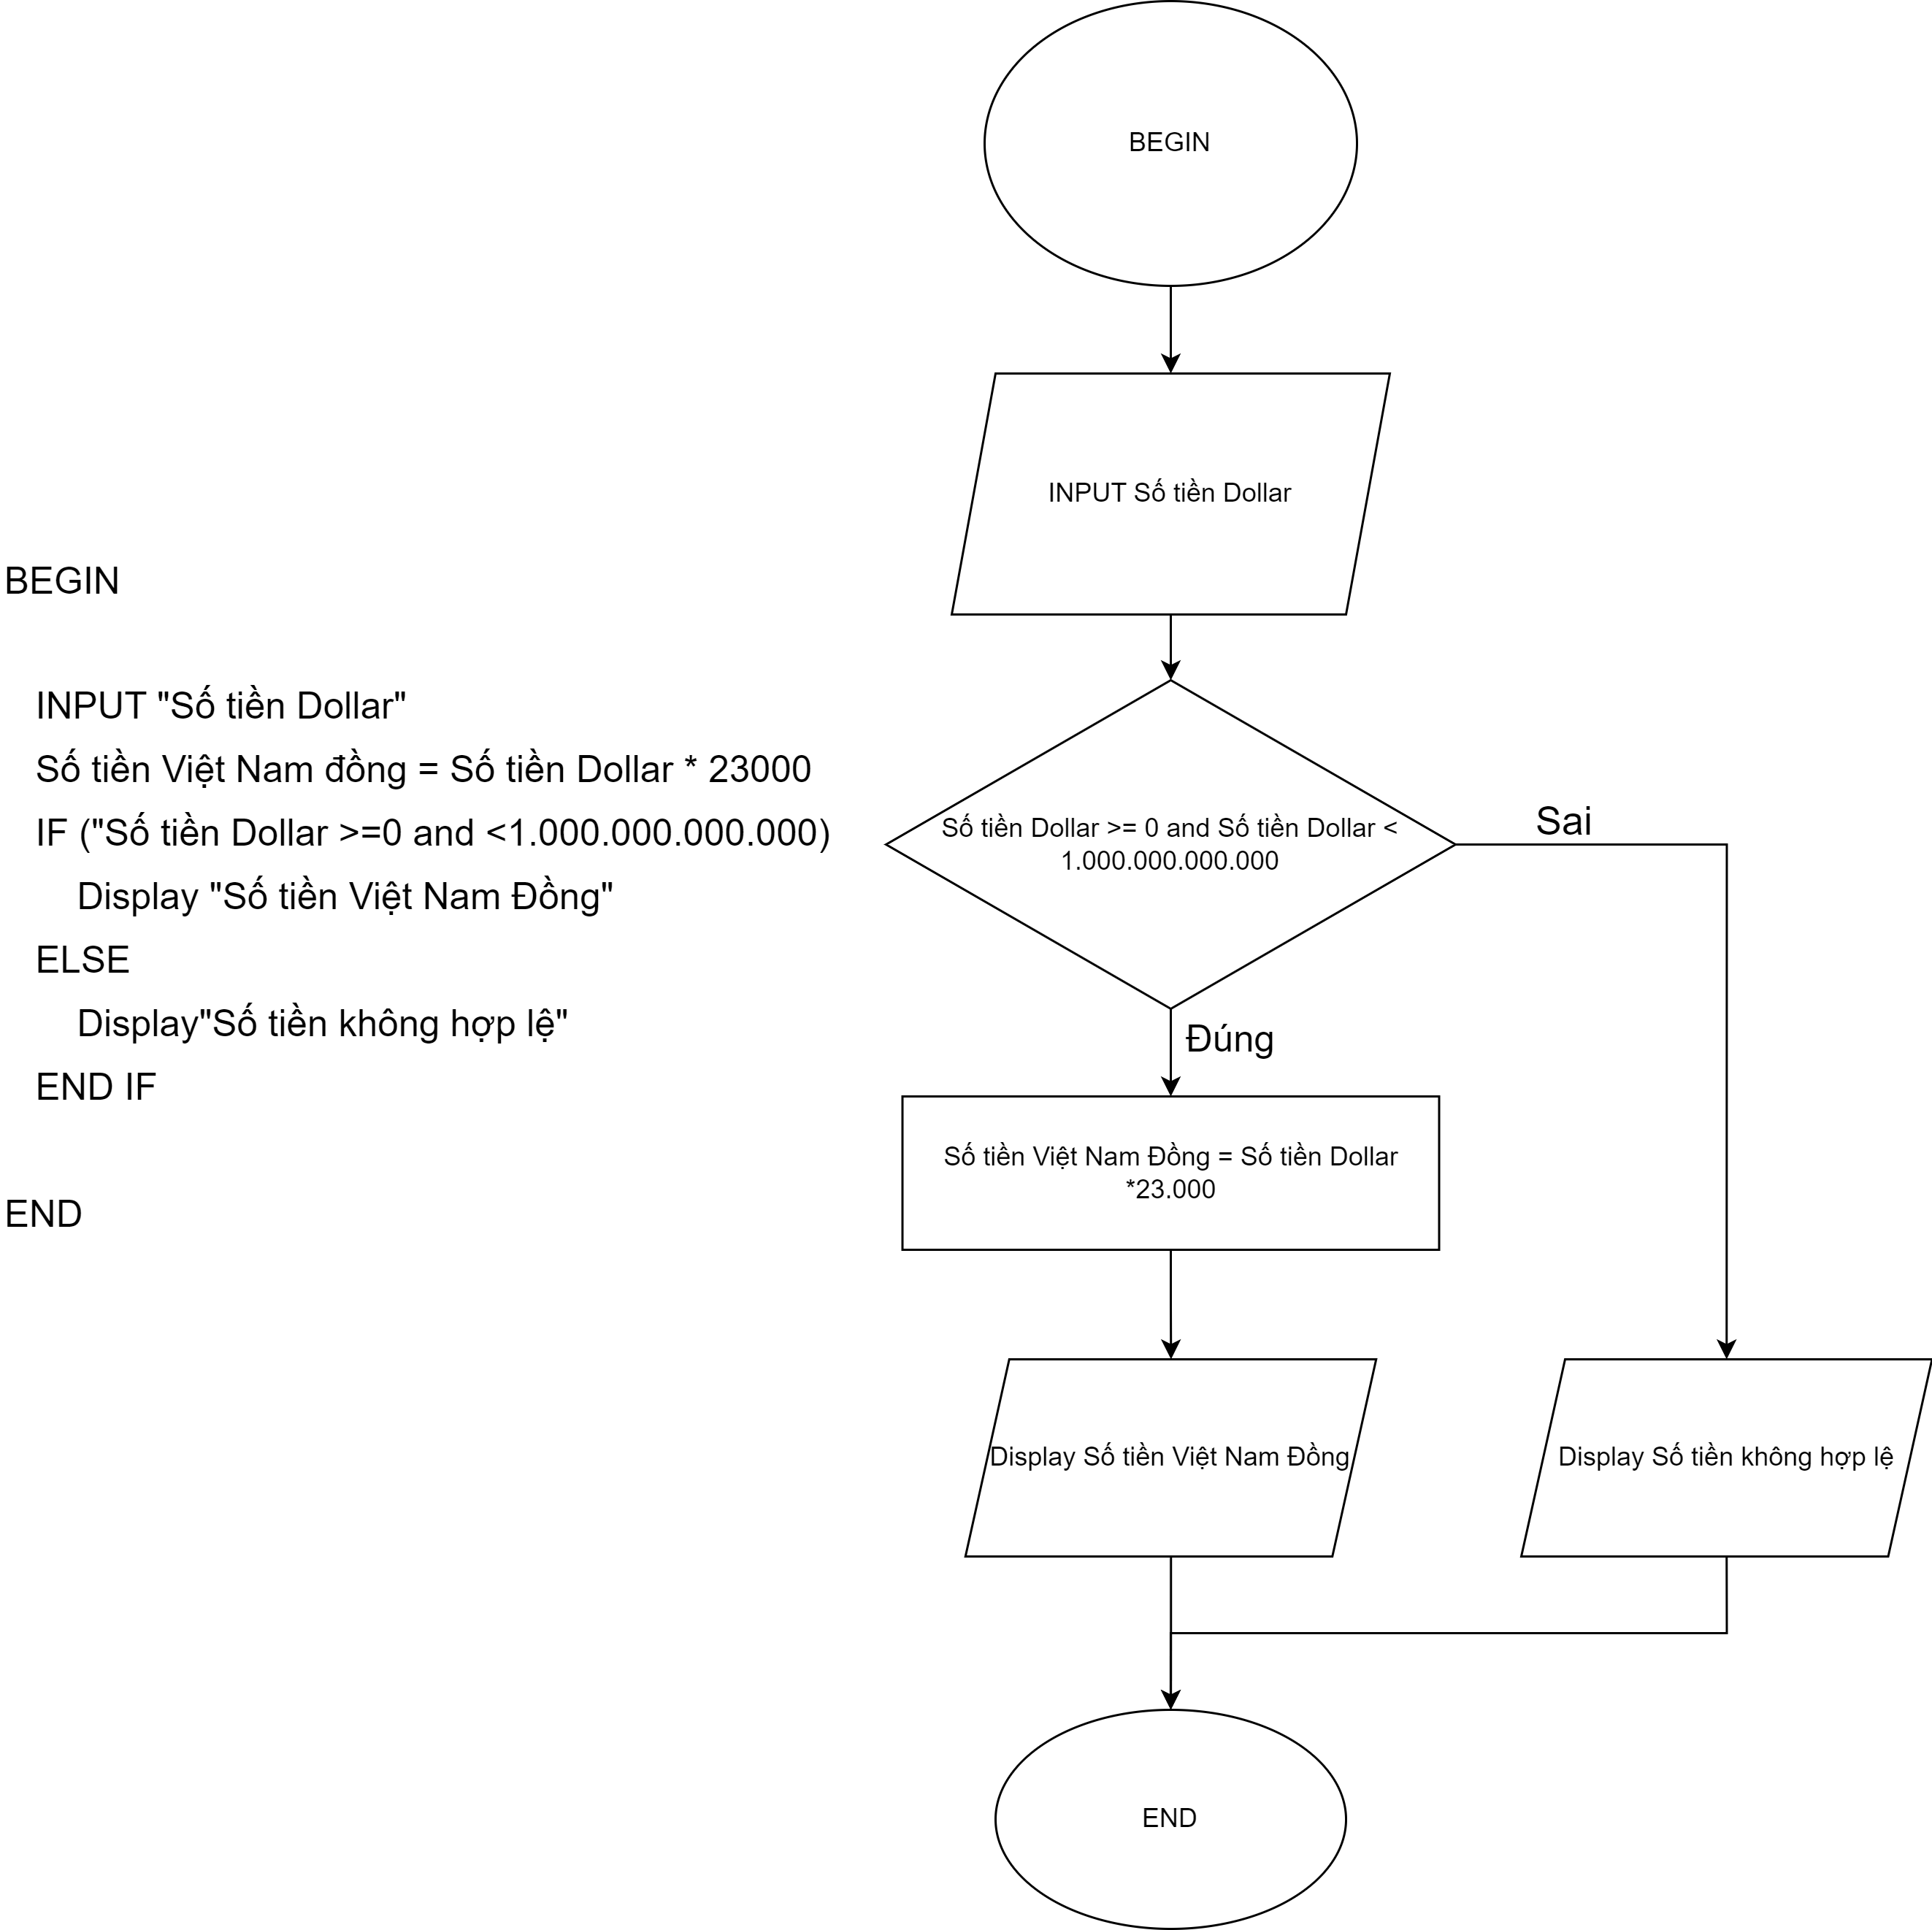 BEGIN
INPUT "Số tiền Dollar"
Số tiền Việt Nam đồng = Số tiền Dollar * 23000
IF ("Số tiền Dollar >=0 and <1.000.000.000.000)
Display "Số tiền Việt Nam Đồng"
ELSE
Display"Số tiền không hợp lệ"
END IF
END
BEGIN
INPUT Số tiền Dollar
Số tiền Dollar >= 0 and Số tiền Dollar <
1.000.000.000.000
Sai
Đúng
Số tiền Việt Nam Đồng = Số tiền Dollar
*23.000
Display Số tiền Việt Nam Đồng
Display Số tiền không hợp lệ
END